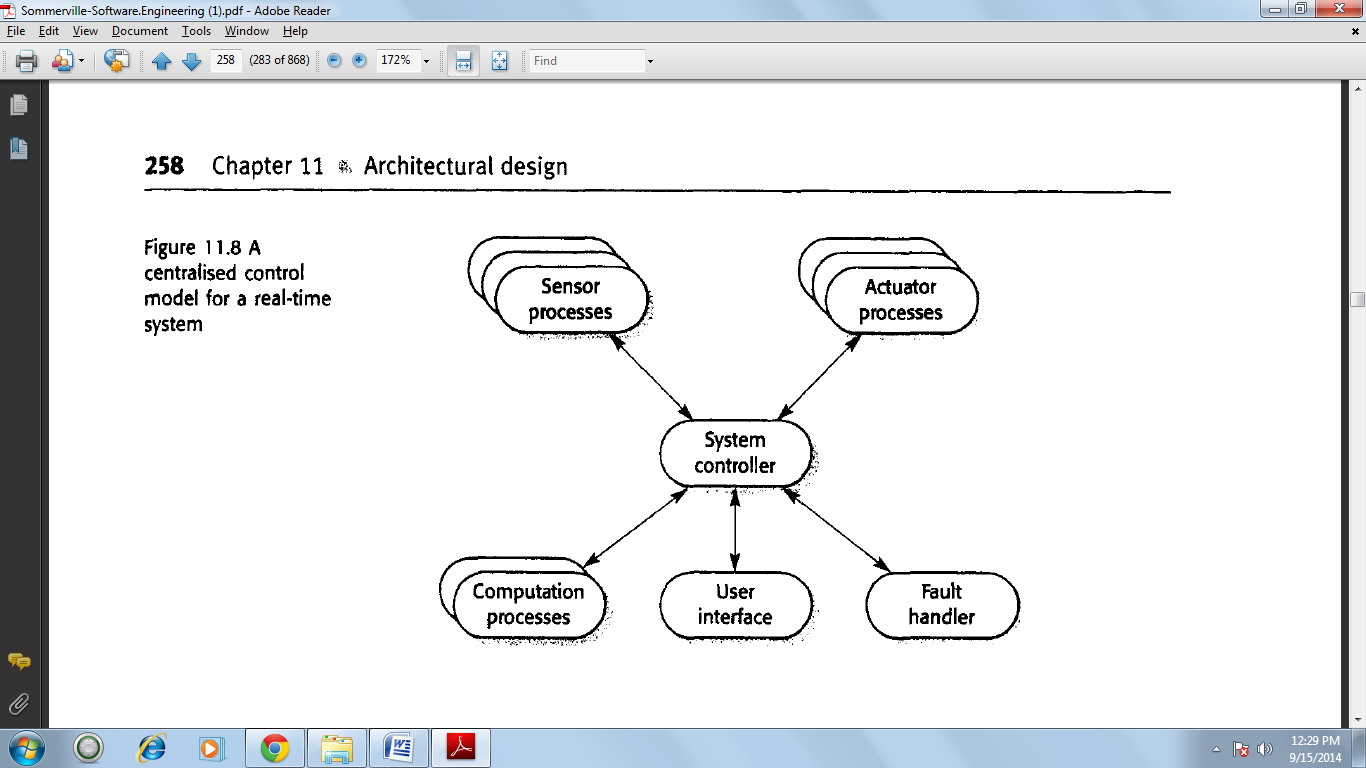 Sommerville-Software.Engineering (1).pdf - Adobe Reader
File Edit View Document Tools Window Help
258 (283 of 868) 172% Find
258 Chapter 11 Architectural design
Figure 11.8 A
centralised control
model for a real-time
system
Sensor
processes
Actuator
processes
System
controller
Computation
processes
User
interface
Fault
handler
12:29 PM
9/15/2014